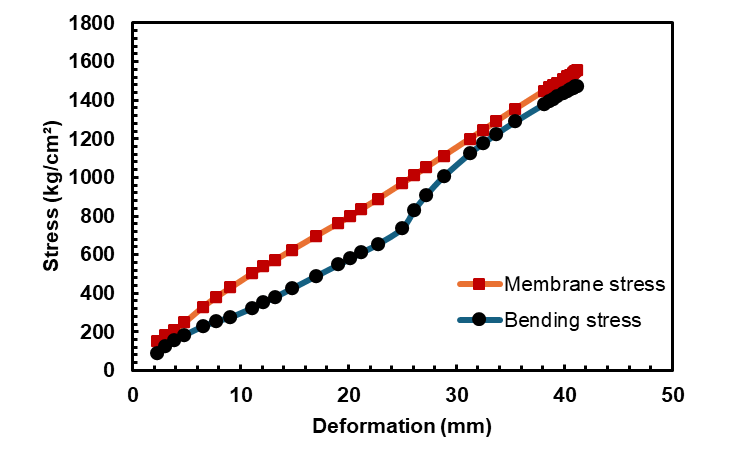 1800
1600
1400
1200
1000
800
600
400
200
0
Stress (kg/cm²)
Membrane stress
Bending stress
0 10 20 30 40 50
Deformation (mm)